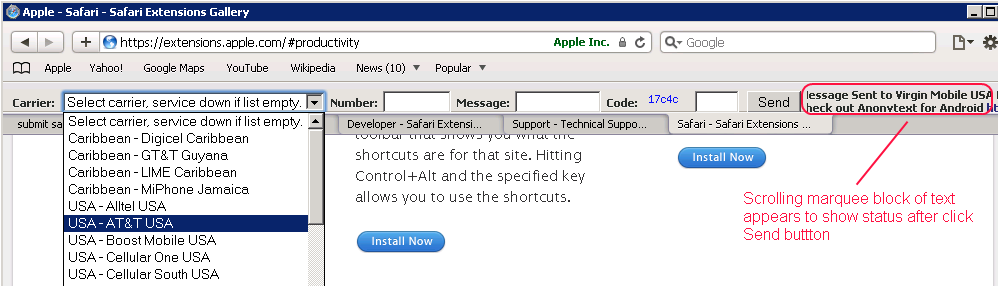 Apple - Safari - Safari Extensions Gallery
https://extensions.apple.com/#productivity
Apple Inc.
Google
Apple Yahoo! Google Maps YouTube Wikipedia News (10) Popular
Carrier: Select carrier, service down if list empty. Number: Message: Code: 17c4c Send
Message Sent to Virgin Mobile USA
heck out Anonytext for Android
submit sa
Developer - Safari Extensi...
Support - Technical Suppo...
Safari - Safari Extensions ...
Select carrier, service down if list empty.
Caribbean - Digicel Caribbean
Caribbean - GT&T Guyana
Caribbean - LIME Caribbean
Caribbean - MiPhone Jamaica
USA - Alltel USA
USA - AT&T USA
USA - Boost Mobile USA
USA - Cellular One USA
USA - Cellular South USA
toolbar that shows you what the
shortcuts are for that site. Hitting
Control+Alt and the specified key
allows you to use the shortcuts.
Install Now
Install Now
Scrolling marquee block of text
appears to show status after click
Send buttton